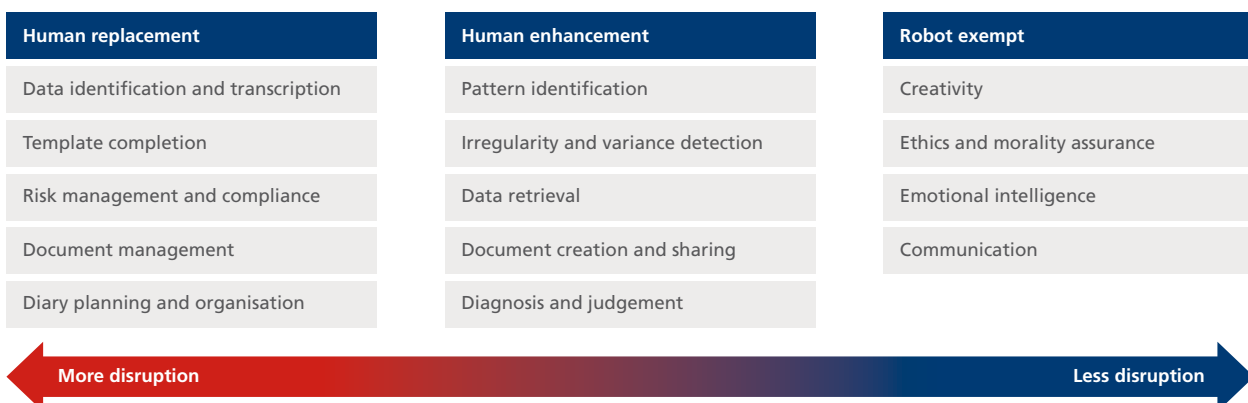 Human replacement
Data identification and transcription
Template completion
Risk management and compliance
Document management
Diary planning and organisation
Human enhancement
Pattern identification
Irregularity and variance detection
Data retrieval
Document creation and sharing
Diagnosis and judgement
Robot exempt
Creativity
Ethics and morality assurance
Emotional intelligence
Communication
More disruption
Less disruption